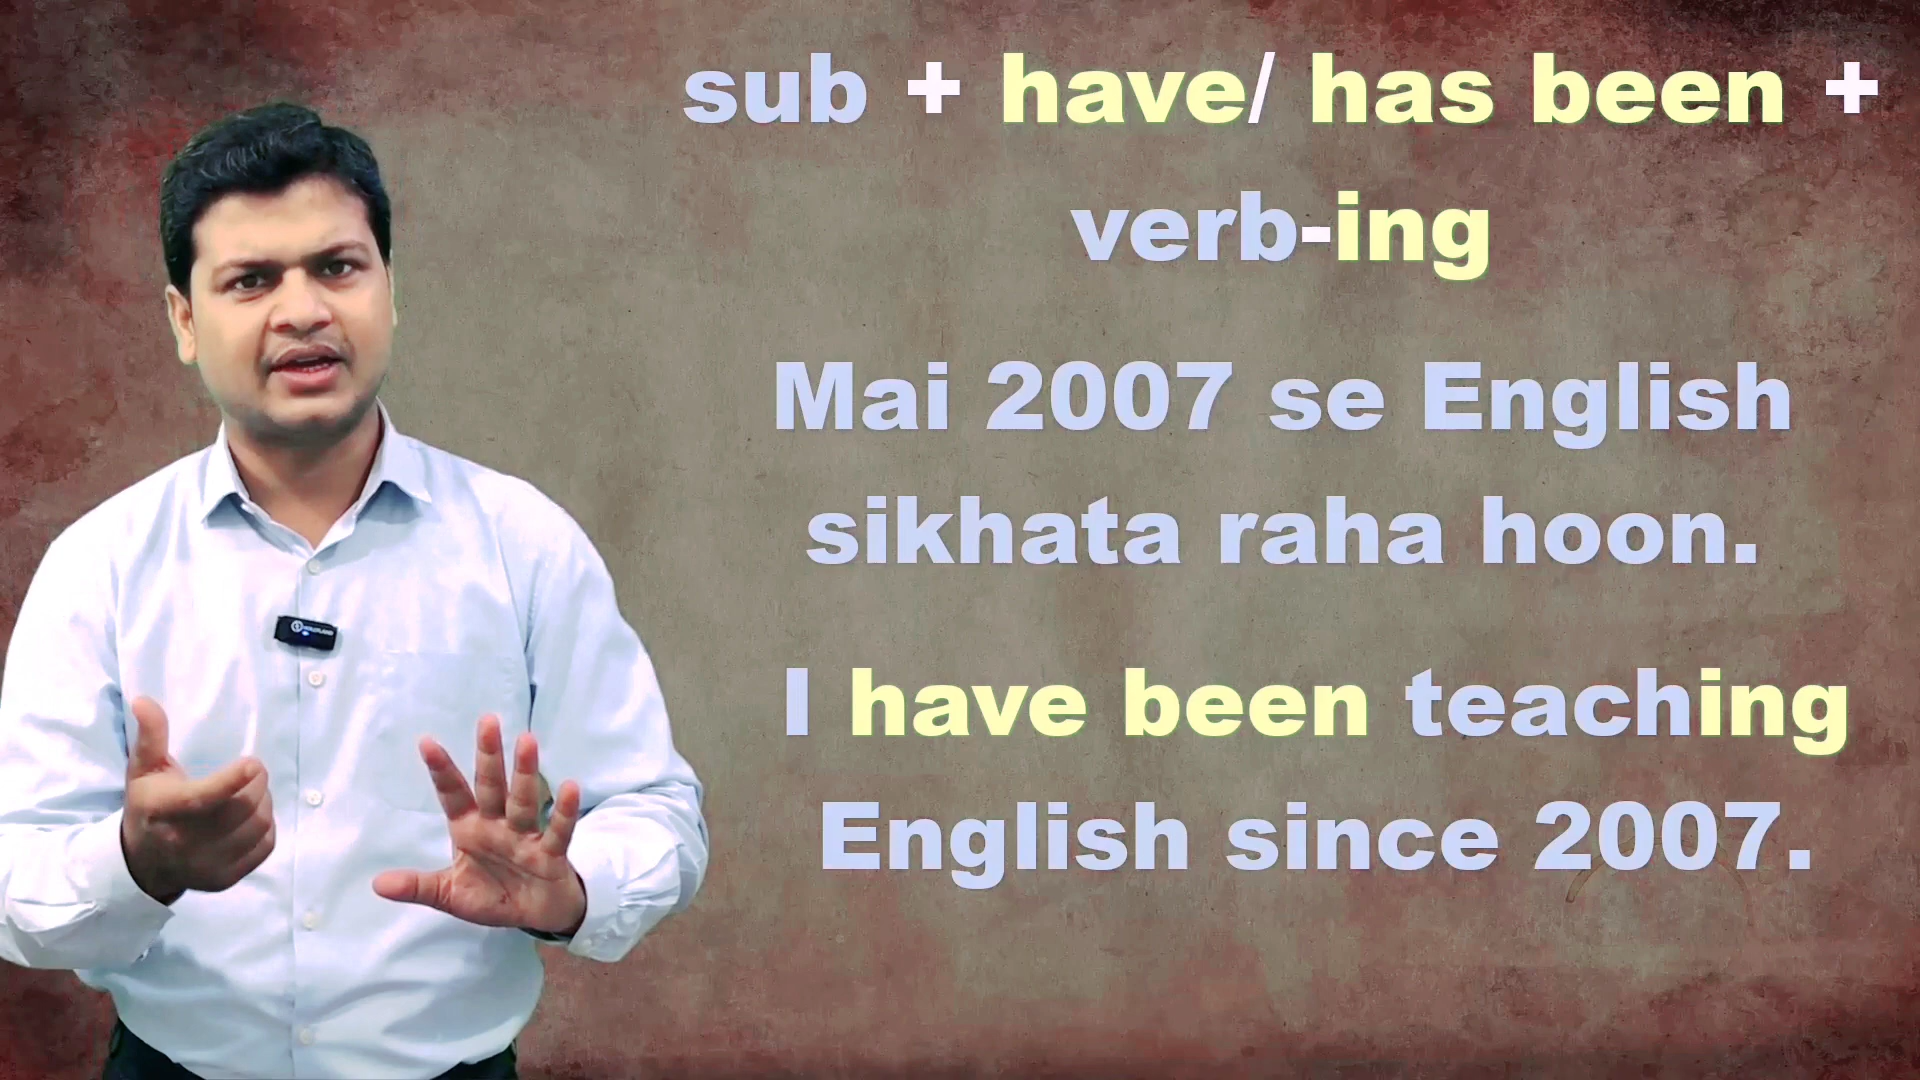 sub + have/ has been +
verb-ing
Mai 2007 se English
sikhata raha hoon.
I have been teaching
English since 2007.